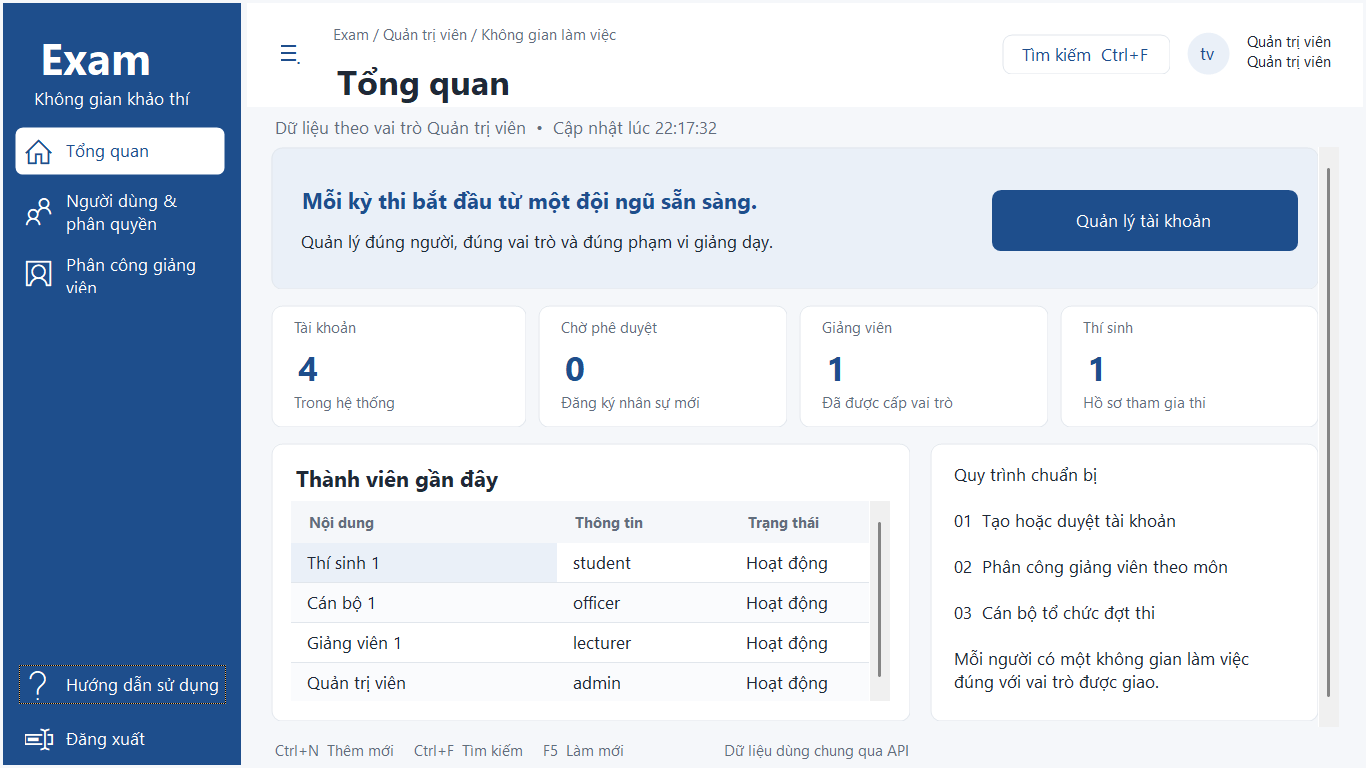 Exam
Không gian khảo thí
Tổng quan
Người dùng &
phân quyền
Phân công giảng
viên
Hướng dẫn sử dụng
Đăng xuất
Exam / Quản trị viên / Không gian làm việc
Tổng quan
Tìm kiếm Ctrl+F
tv
Quản trị viên
Quản trị viên
Dữ liệu theo vai trò Quản trị viên • Cập nhật lúc 22:17:32
Mỗi kỳ thi bắt đầu từ một đội ngũ sẵn sàng.
Quản lý đúng người, đúng vai trò và đúng phạm vi giảng dạy.
Quản lý tài khoản
Tài khoản
4
Trong hệ thống
Chờ phê duyệt
0
Đăng ký nhân sự mới
Giảng viên
1
Đã được cấp vai trò
Thí sinh
1
Hồ sơ tham gia thi
Thành viên gần đây
Nội dung Thông tin Trạng thái
Thí sinh 1 student Hoạt động
Cán bộ 1 officer Hoạt động
Giảng viên 1 lecturer Hoạt động
Quản trị viên admin Hoạt động
Quy trình chuẩn bị
01 Tạo hoặc duyệt tài khoản
02 Phân công giảng viên theo môn
03 Cán bộ tổ chức đợt thi
Mỗi người có một không gian làm việc
đúng với vai trò được giao.
Ctrl+N Thêm mới Ctrl+F Tìm kiếm F5 Làm mới Dữ liệu dùng chung qua API